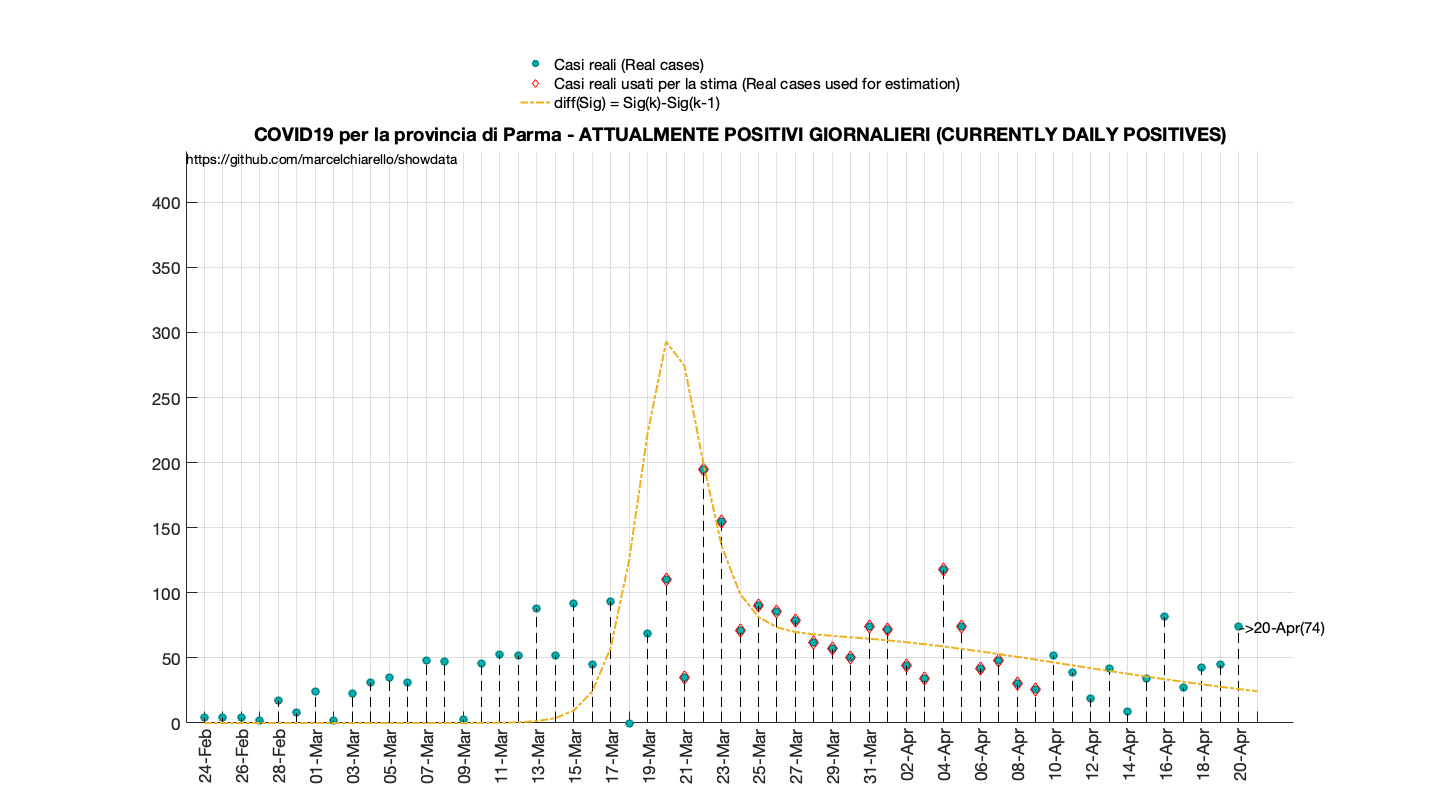 Casi reali (Real cases)
Casi reali usati per la stima (Real cases used for estimation)
diff(Sig) = Sig(k)-Sig(k-1)
COVID19 per la provincia di Parma - ATTUALMENTE POSITIVI GIORNALIERI (CURRENTLY DAILY POSITIVES)
https://github.com/marcelchiarello/showdata
400
350
300
250
200
150
100
50
0
->20-Apr(74)
24-Feb
26-Feb
28-Feb
01-Mar
03-Mar
05-Mar
07-Mar
09-Mar
11-Mar
13-Mar
15-Mar
17-Mar
19-Mar
21-Mar
23-Mar
25-Mar
27-Mar
29-Mar
31-Mar
02-Apr
04-Apr
06-Apr
08-Apr
10-Apr
12-Apr
14-Apr
16-Apr
18-Apr
20-Apr